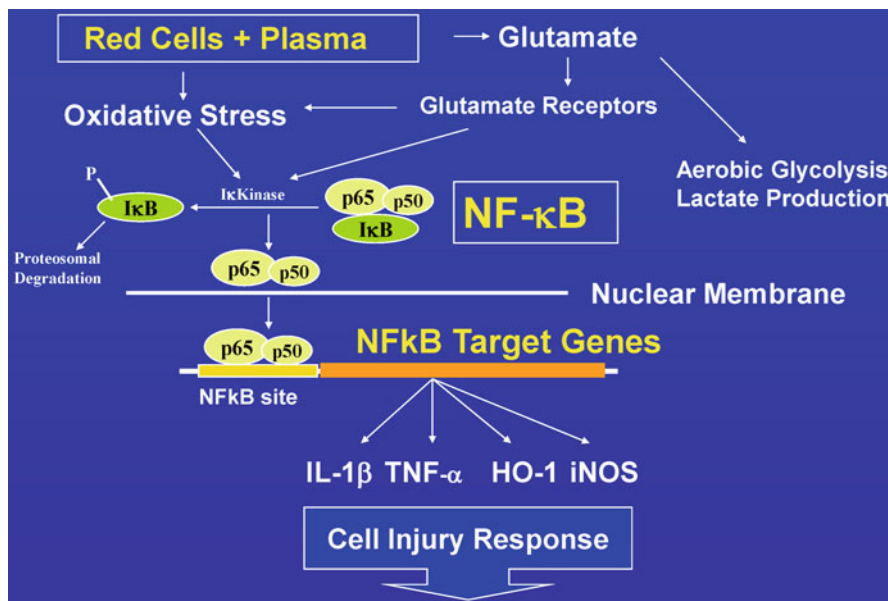 Red Cells + Plasma
Glutamate
Oxidative Stress
Glutamate Receptors
Aerobic Glycolysis
Lactate Production
P
IκKinase
IκB
p65 p50
IκB
NF-κB
Proteosomal
Degradation
p65 p50
Nuclear Membrane
p65 p50
NFkB Target Genes
NFkB site
IL-1β TNF-α HO-1 iNOS
Cell Injury Response